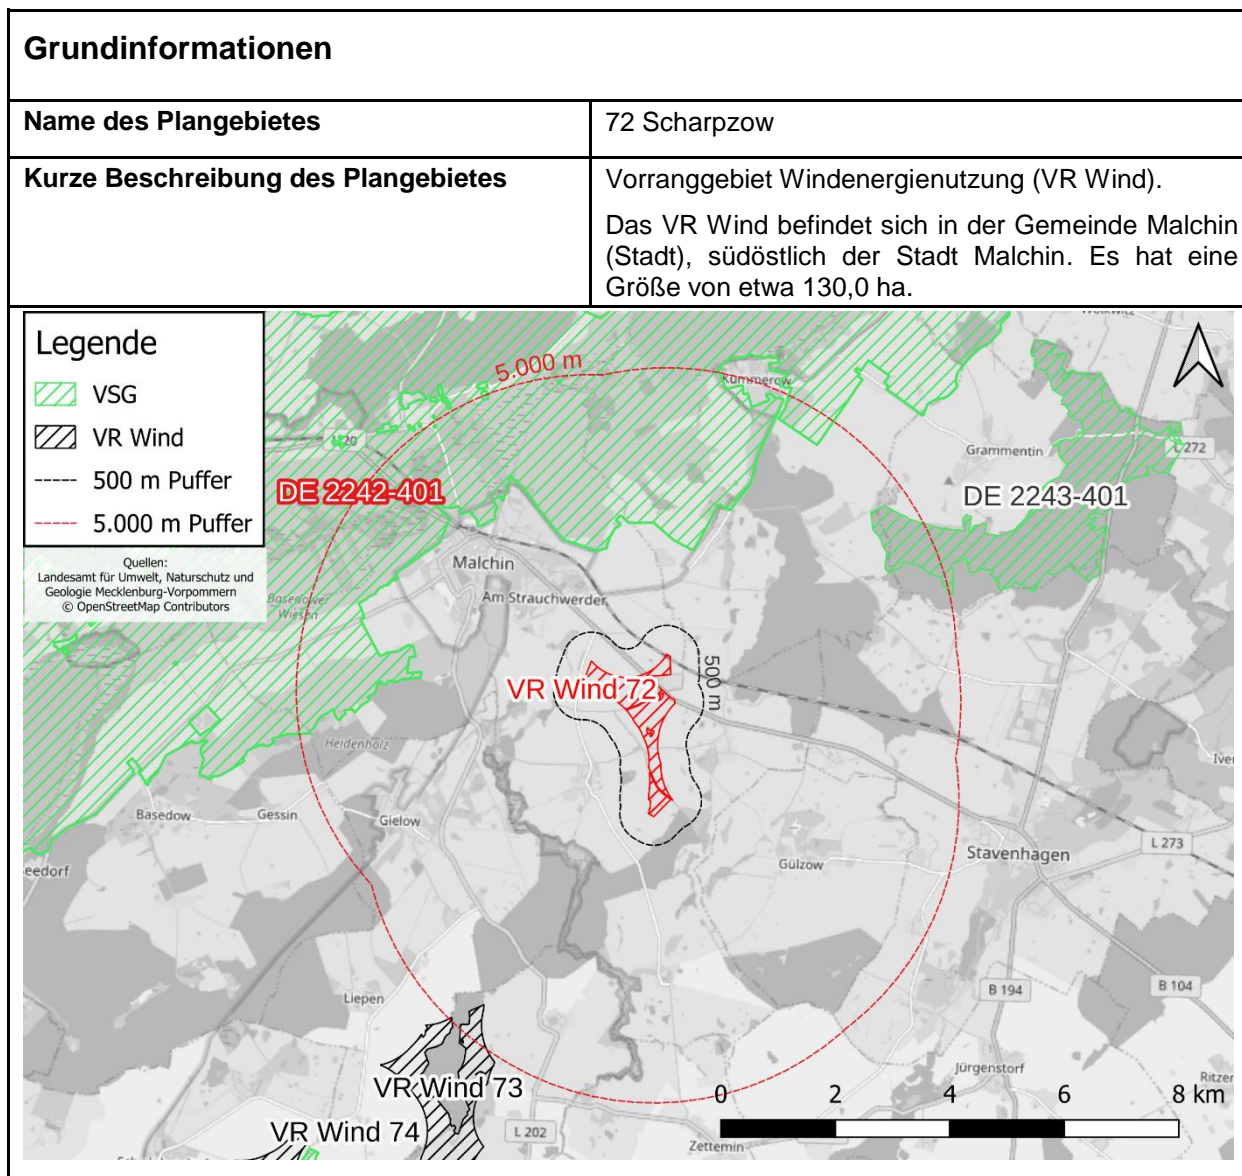 Grundinformationen
Name des Plangebietes
72 Scharpzow
Kurze Beschreibung des Plangebietes
Vorranggebiet Windenergienutzung (VR Wind).
Das VR Wind befindet sich in der Gemeinde Malchin
(Stadt), südöstlich der Stadt Malchin. Es hat eine
Größe von etwa 130,0 ha.
Legende
VSG
VR Wind
500 m Puffer
5.000 m Puffer
Quellen:
Landesamt für Umwelt, Naturschutz und
Geologie Mecklenburg-Vorpommern
© OpenStreetMap Contributors
5.000 m
Kummerow
Grammentin
L 272
DE 2242-401
DE 2243-401
Malchin
Am Strauchwerder
Basedower
Wiesen
500 m
VR Wind 72
Heidenholz
Basedow
Gessin
Gielow
L 273
Stavenhagen
Gülzow
eedorf
Liepen
B 194
B 104
Jürgenstorf
Ritzer
VR Wind 73
0 2 4 6 8 km
VR Wind 74
L 202
Zettemin